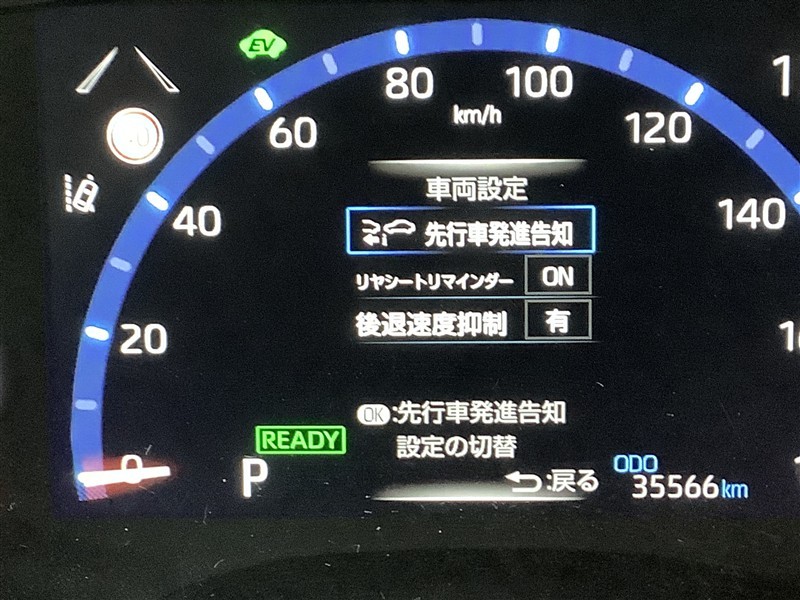 EV
80
100
km/h
60
120
40
140
20
0
車両設定
先行車発進告知
リヤシートリマインダー ON
後退速度抑制 有
OK:先行車発進告知
設定の切替
:戻る
READY
P
ODO
35566km